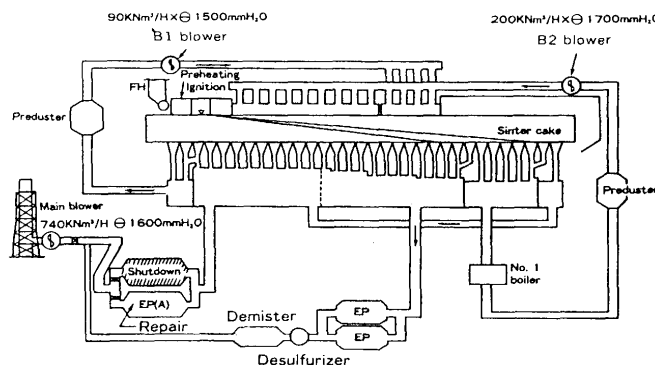 90KNm³/H×⊖1500mmH₂O
B1 blower
200KNm³/H×⊖1700mmH₂O
B2 blower
Preheating
Ignition
FH
Preduster
Sinter cake
Main blower
740KNm³/H ⊖1600mmH₂O
Preduster
Shutdown
EP(A)
Repair
No. 1
boiler
Demister
EP
EP
Desulfurizer